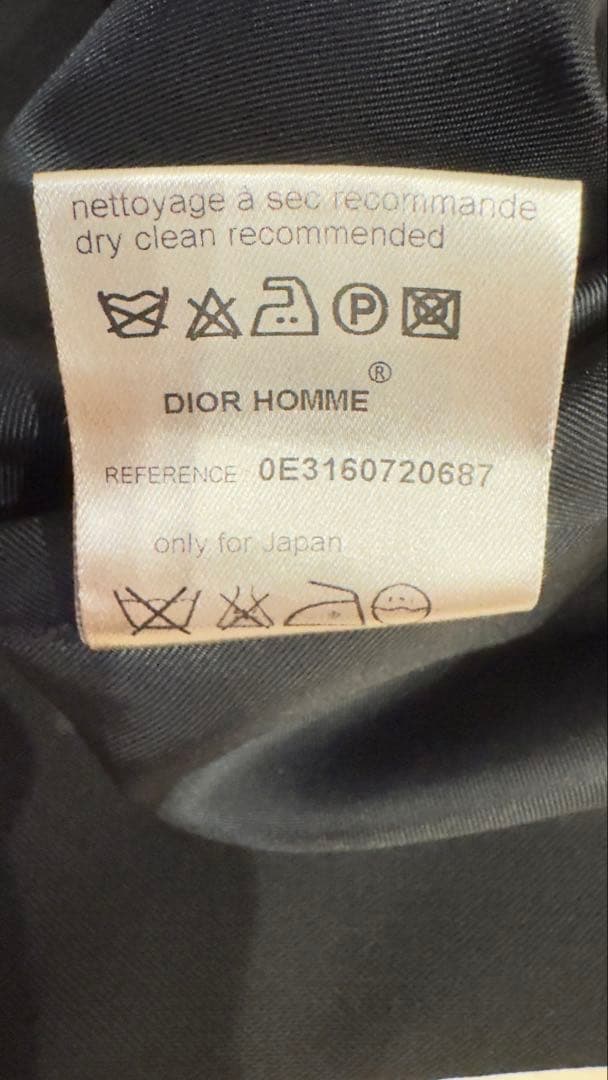 nettoyage à sec recommande
dry clean recommended
P
DIOR HOMME®
REFERENCE 0E3160720687
only for Japan